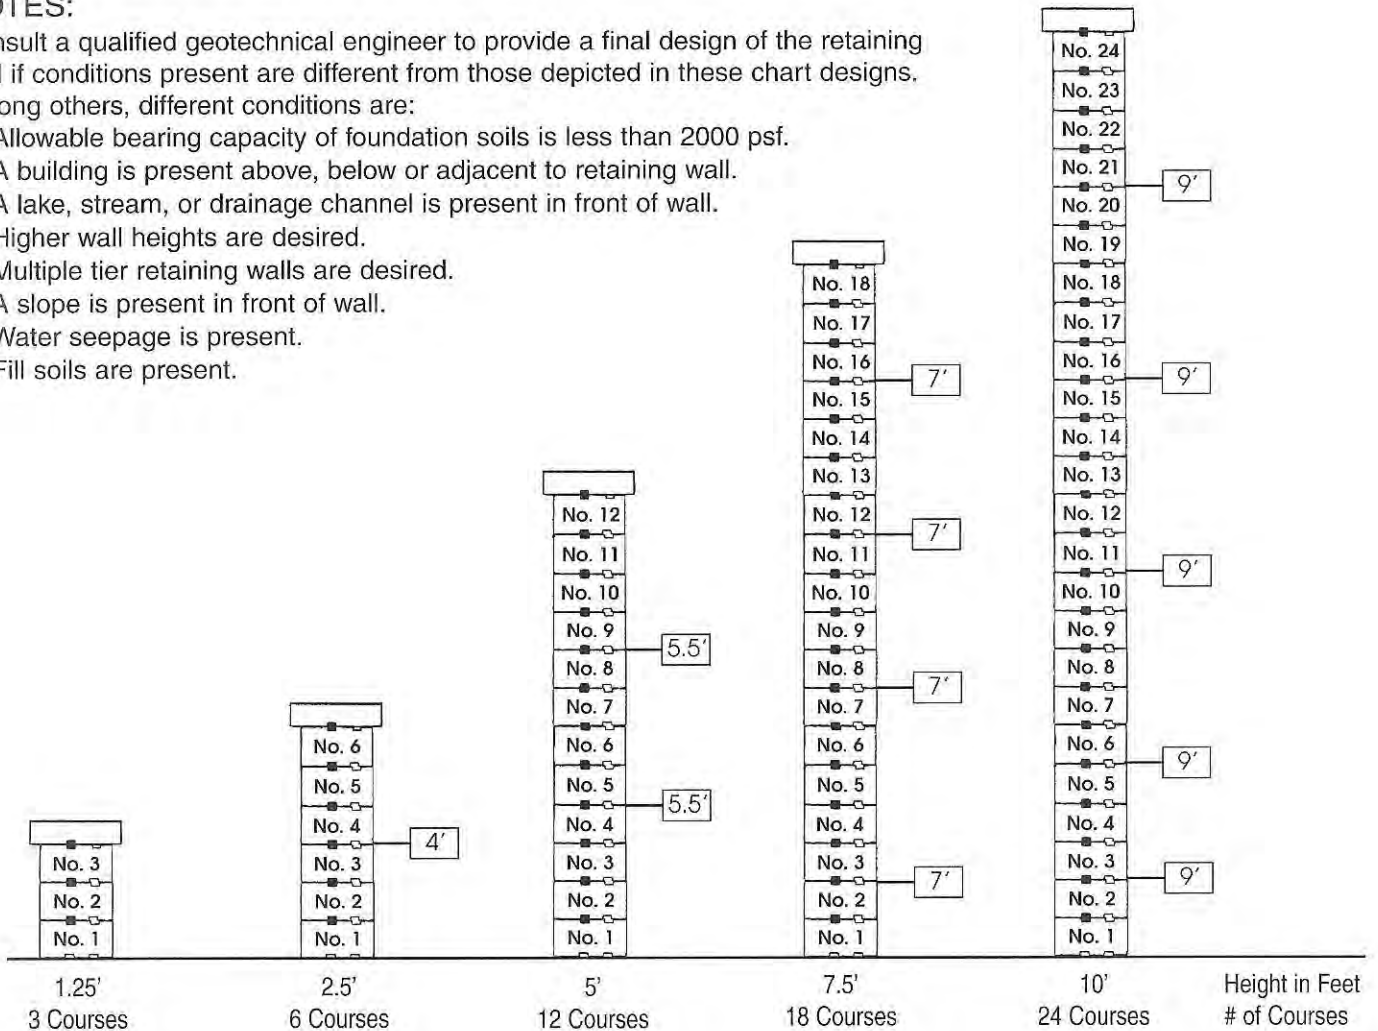 OTES:
nsult a qualified geotechnical engineer to provide a final design of the retaining
l if conditions present are different from those depicted in these chart designs.
ong others, different conditions are:
Allowable bearing capacity of foundation soils is less than 2000 psf.
A building is present above, below or adjacent to retaining wall.
A lake, stream, or drainage channel is present in front of wall.
Higher wall heights are desired.
Multiple tier retaining walls are desired.
A slope is present in front of wall.
Water seepage is present.
Fill soils are present.
No. 3
No. 2
No. 1
No. 6
No. 5
No. 4
4'
No. 3
No. 2
No. 1
No. 12
No. 11
No. 10
No. 9
5.5'
No. 8
No. 7
No. 6
No. 5
5.5'
No. 4
No. 3
No. 2
No. 1
No. 18
No. 17
No. 16
7'
No. 15
No. 14
No. 13
No. 12
7'
No. 11
No. 10
No. 9
No. 8
7'
No. 7
No. 6
No. 5
No. 4
No. 3
7'
No. 2
No. 1
No. 24
No. 23
No. 22
No. 21
9'
No. 20
No. 19
No. 18
No. 17
No. 16
9'
No. 15
No. 14
No. 13
No. 12
No. 11
9'
No. 10
No. 9
No. 8
No. 7
No. 6
9'
No. 5
No. 4
No. 3
9'
No. 2
No. 1
1.25' 2.5' 5' 7.5' 10' Height in Feet
3 Courses 6 Courses 12 Courses 18 Courses 24 Courses # of Courses